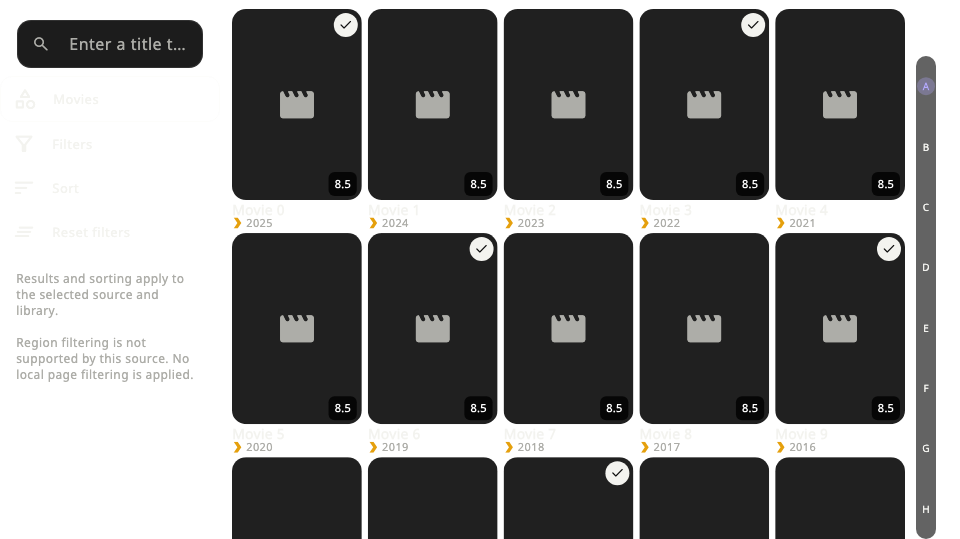 Enter a title t...
Movies
Filters
Sort
Reset filters
Results and sorting apply to
the selected source and
library.
Region filtering is not
supported by this source. No
local page filtering is applied.
8.5 8.5 8.5 8.5 8.5
Movie 0 Movie 1 Movie 2 Movie 3 Movie 4
2025 2024 2023 2022 2021
8.5 8.5 8.5 8.5 8.5
Movie 5 Movie 6 Movie 7 Movie 8 Movie 9
2020 2019 2018 2017 2016
A
B
C
D
E
F
G
H